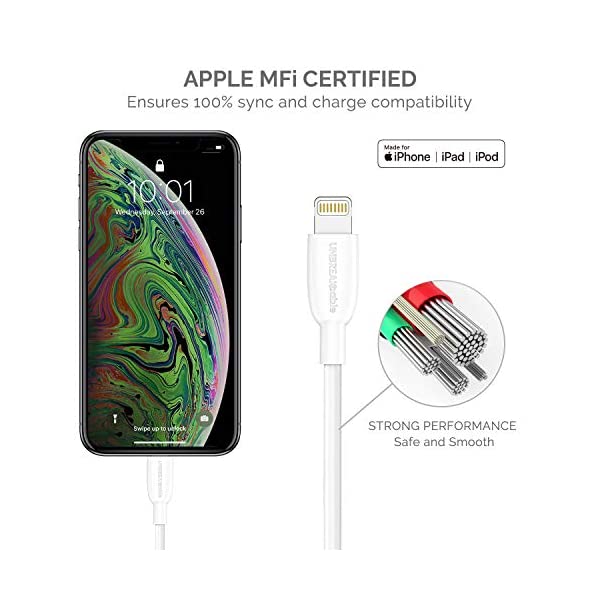 APPLE MFi CERTIFIED
Ensures 100% sync and charge compatibility
Made for
iPhone | iPad | iPod
10:01
Wednesday, September 26
UNBREAKcable
STRONG PERFORMANCE
Safe and Smooth
Swipe up to unlock